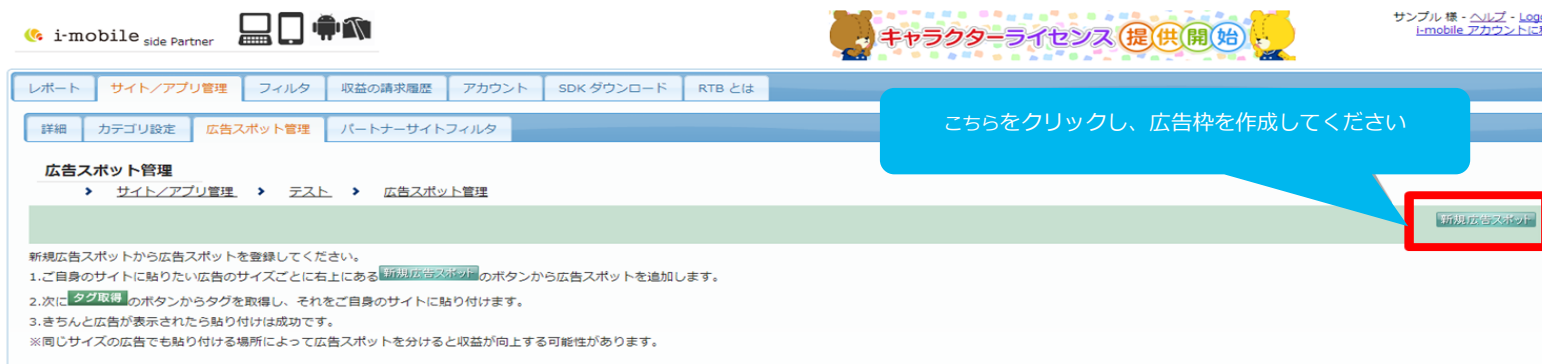 i-mobile side Partner
キャラクターライセンス提供開始
サンプル 様 - ヘルプ -
i-mobile アカウントに
レポート サイト／アプリ管理 フィルタ 収益の請求履歴 アカウント SDK ダウンロード RTB とは
詳細 カテゴリ設定 広告スポット管理 パートナーサイトフィルタ
こちらをクリックし、広告枠を作成してください
広告スポット管理
サイト／アプリ管理 テスト 広告スポット管理
新規広告スポット
新規広告スポットから広告スポットを登録してください。
1.ご自身のサイトに貼りたい広告のサイズごとに右上にある新規広告スポットのボタンから広告スポットを追加します。
2.次にタグ取得のボタンからタグを取得し、それをご自身のサイトに貼り付けます。
3.きちんと広告が表示されたら貼り付けは成功です。
※同じサイズの広告でも貼り付ける場所によって広告スポットを分けると収益が向上する可能性があります。